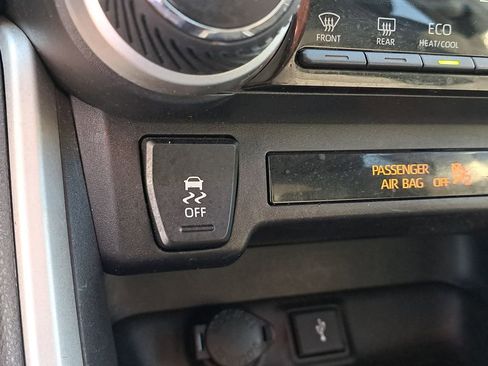 FRONT
REAR
ECO
HEAT/COOL
PASSENGER
AIR BAG OFF
OFF